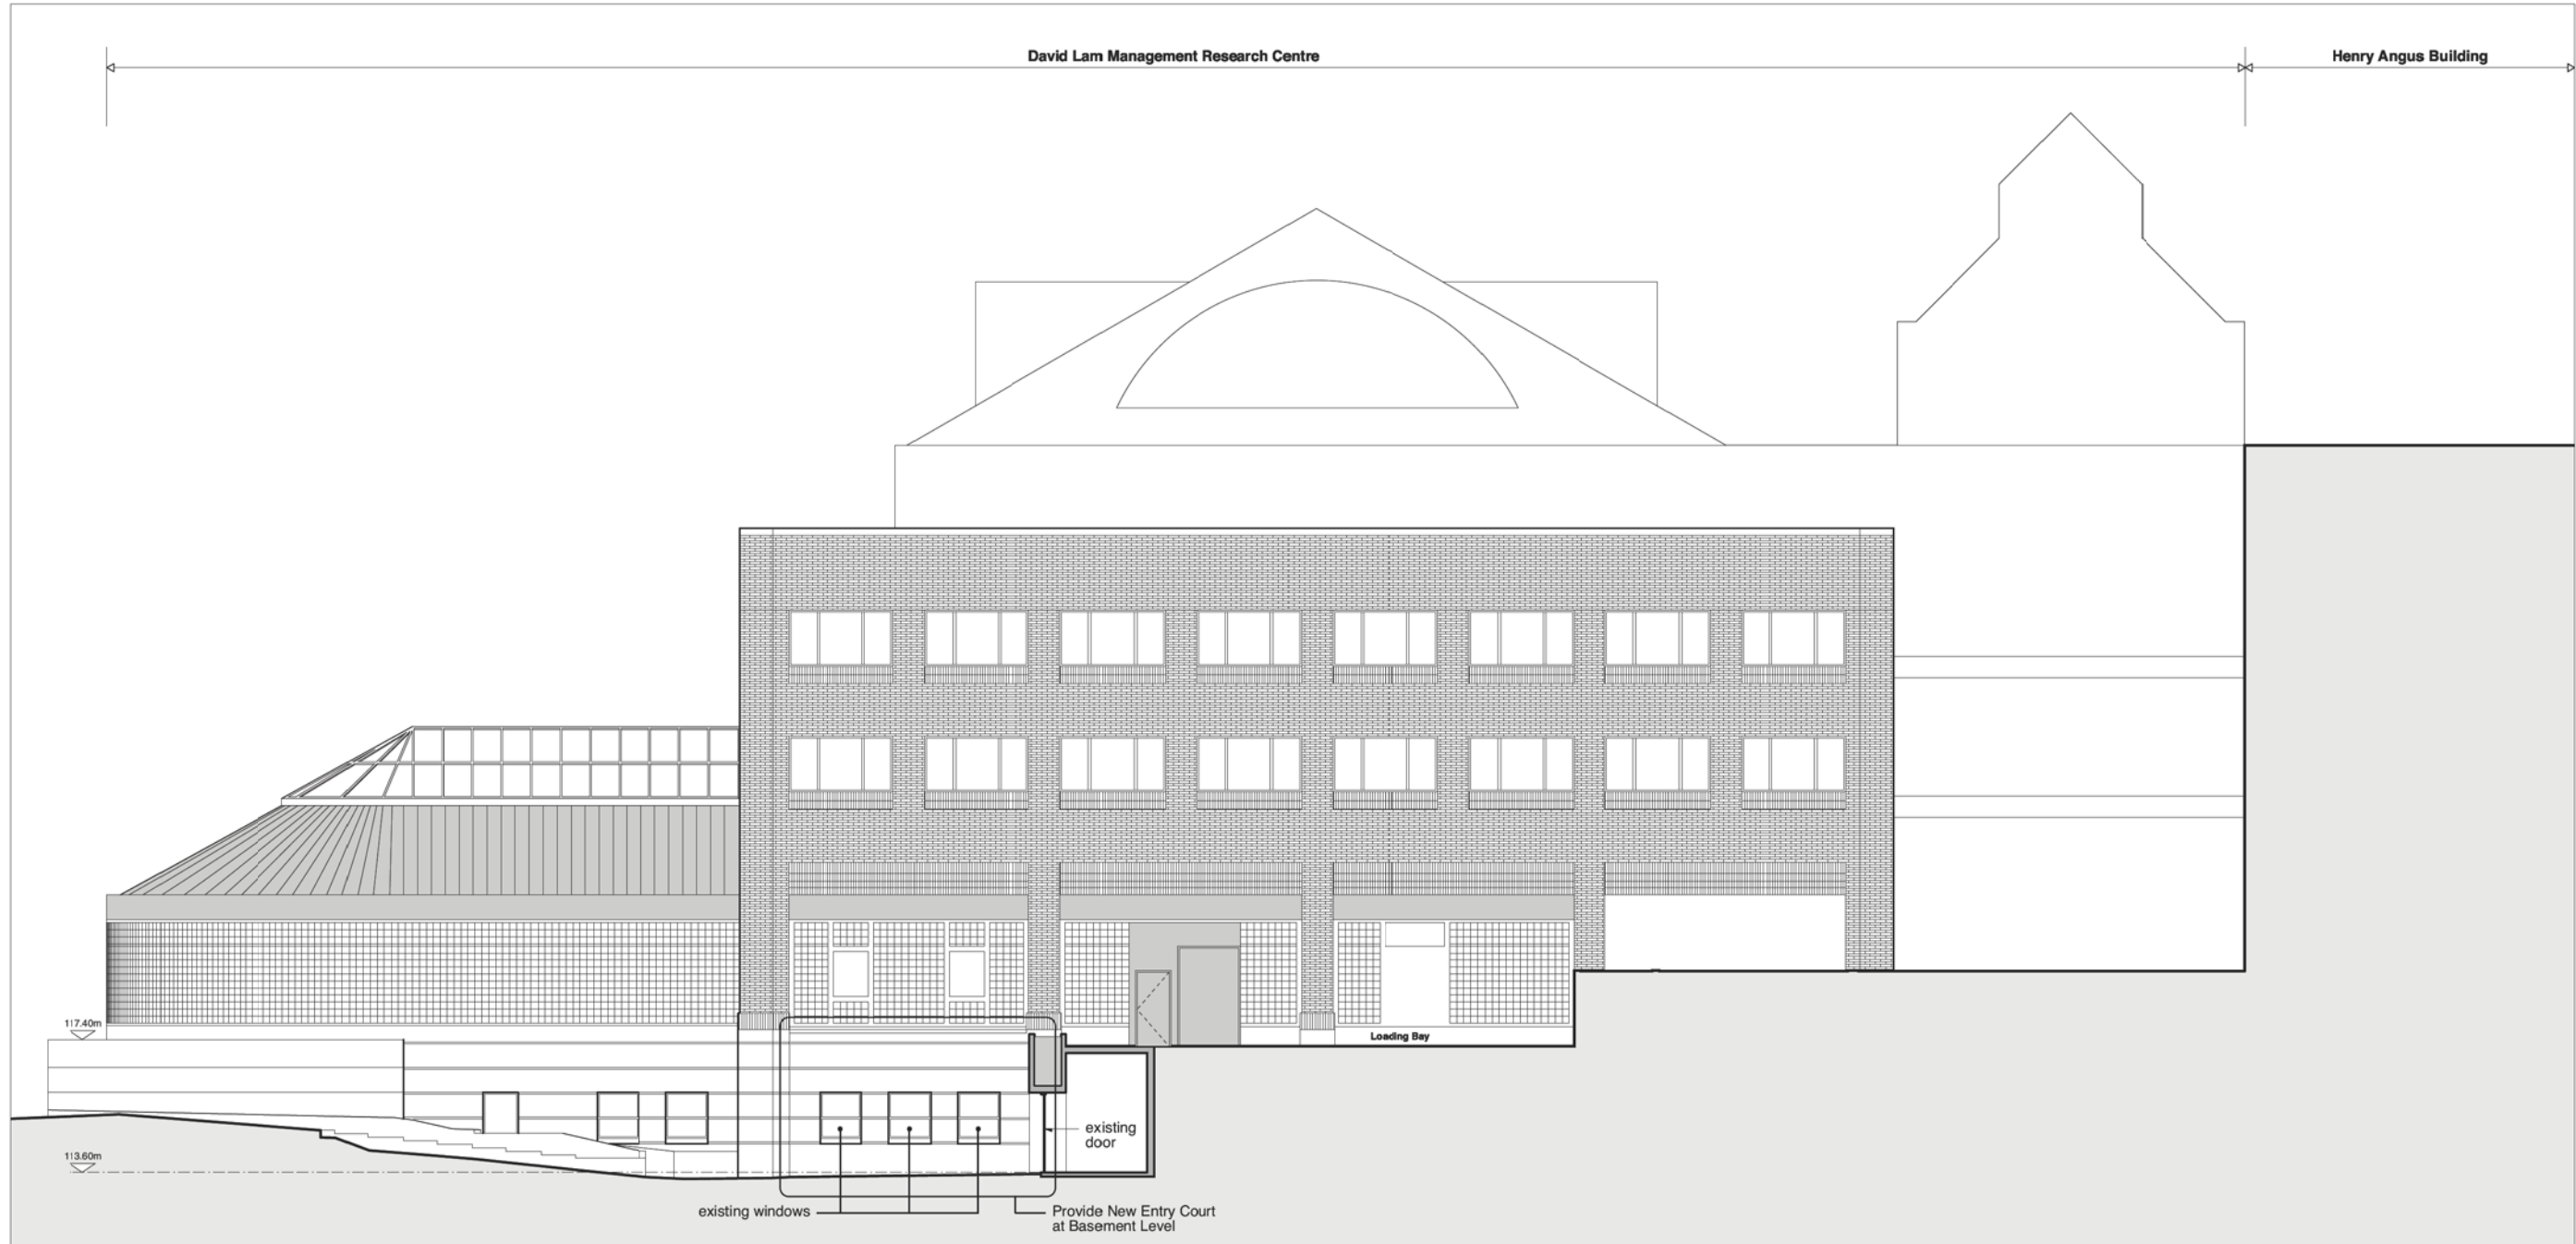 David Lam Management Research Centre
Henry Angus Building
117.40m
Loading Bay
existing
door
113.60m
existing windows
Provide New Entry Court
at Basement Level